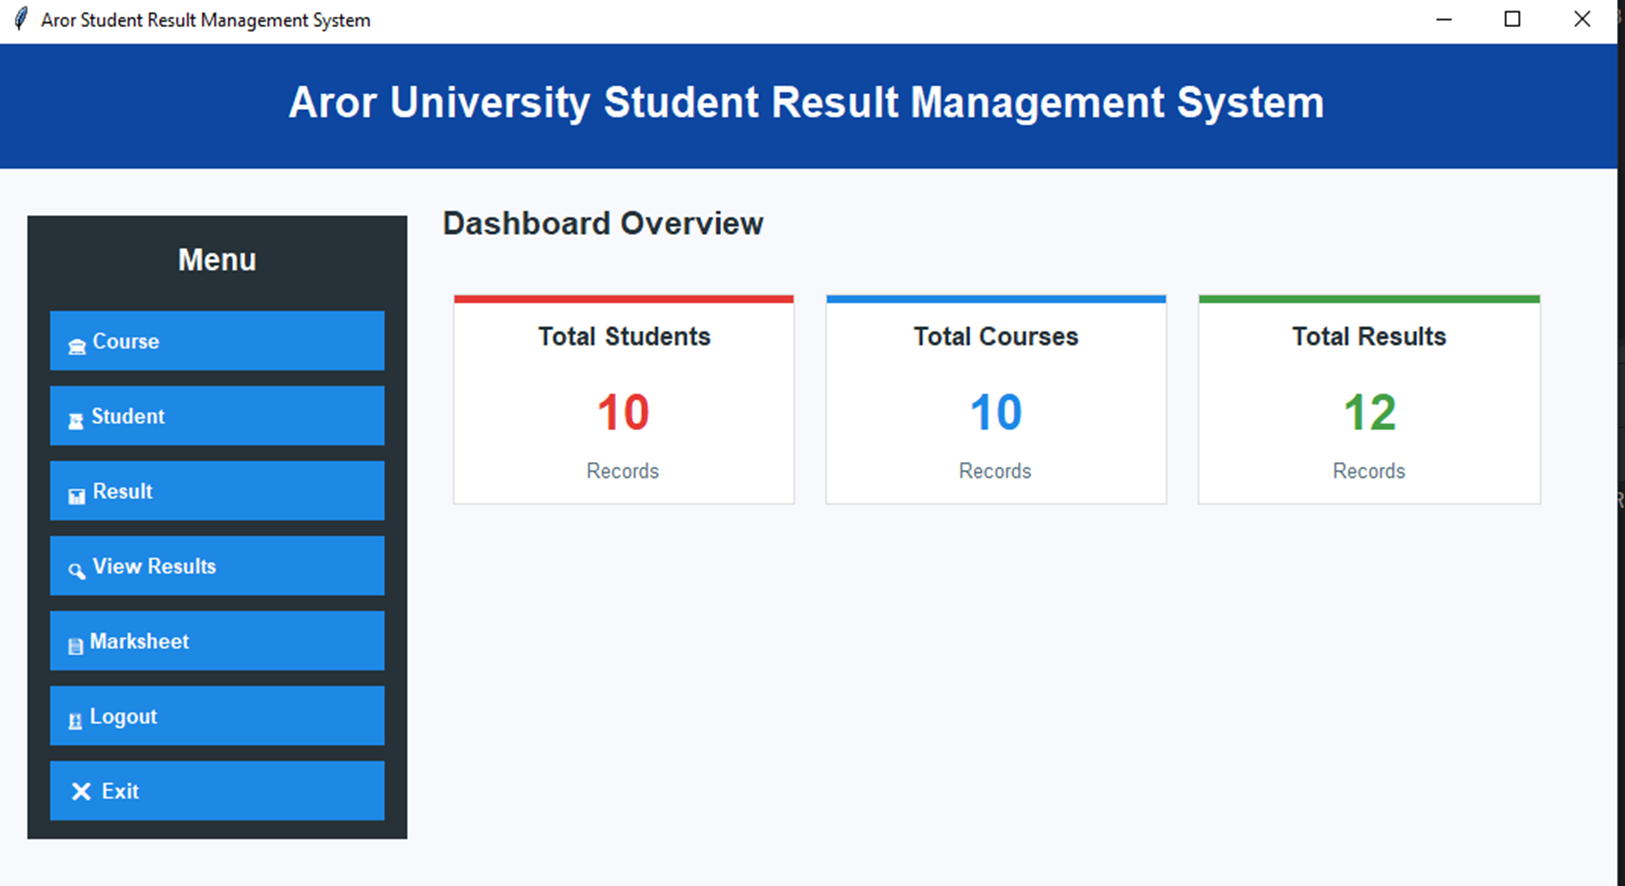 Aror Student Result Management System
Aror University Student Result Management System
Menu
Course
Student
Result
View Results
Marksheet
Logout
Exit
Dashboard Overview
Total Students
10
Records
Total Courses
10
Records
Total Results
12
Records